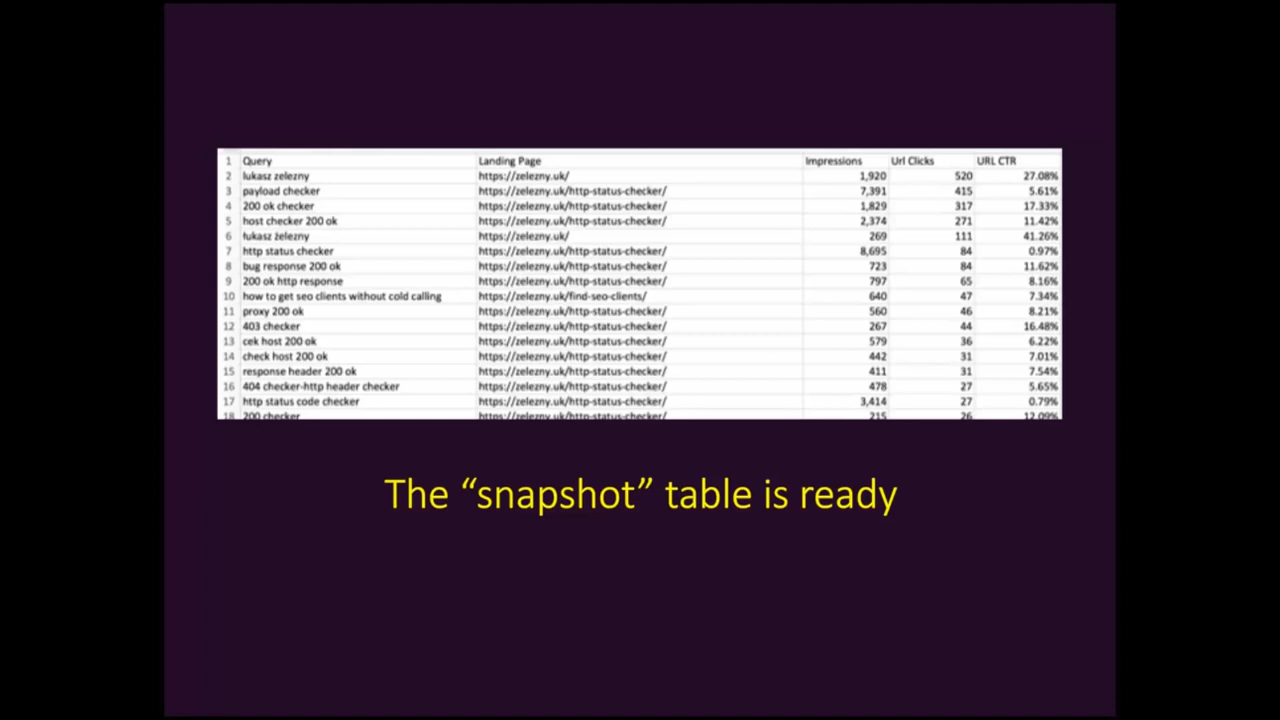 1 Query Landing Page Impressions Url Clicks URL CTR
2 lukasz zelezny https://zelezny.uk/ 1,920 520 27.08%
3 payload checker https://zelezny.uk/http-status-checker/ 7,391 415 5.61%
4 200 ok checker https://zelezny.uk/http-status-checker/ 1,829 317 17.33%
5 host checker 200 ok https://zelezny.uk/http-status-checker/ 2,374 271 11.42%
6 łukasz żelezny https://zelezny.uk/ 269 111 41.26%
7 http status checker https://zelezny.uk/http-status-checker/ 8,695 84 0.97%
8 bug response 200 ok https://zelezny.uk/http-status-checker/ 723 84 11.62%
9 200 ok http response https://zelezny.uk/http-status-checker/ 797 65 8.16%
10 how to get seo clients without cold calling https://zelezny.uk/find-seo-clients/ 640 47 7.34%
11 proxy 200 ok https://zelezny.uk/http-status-checker/ 560 46 8.21%
12 403 checker https://zelezny.uk/http-status-checker/ 267 44 16.48%
13 cek host 200 ok https://zelezny.uk/http-status-checker/ 579 36 6.22%
14 check host 200 ok https://zelezny.uk/http-status-checker/ 442 31 7.01%
15 response header 200 ok https://zelezny.uk/http-status-checker/ 411 31 7.54%
16 404 checker-http header checker https://zelezny.uk/http-status-checker/ 478 27 5.65%
17 http status code checker https://zelezny.uk/http-status-checker/ 3,414 27 0.79%
18 200 checker https://zelezny.uk/http-status-checker/ 215 26 12.09%
The “snapshot” table is ready